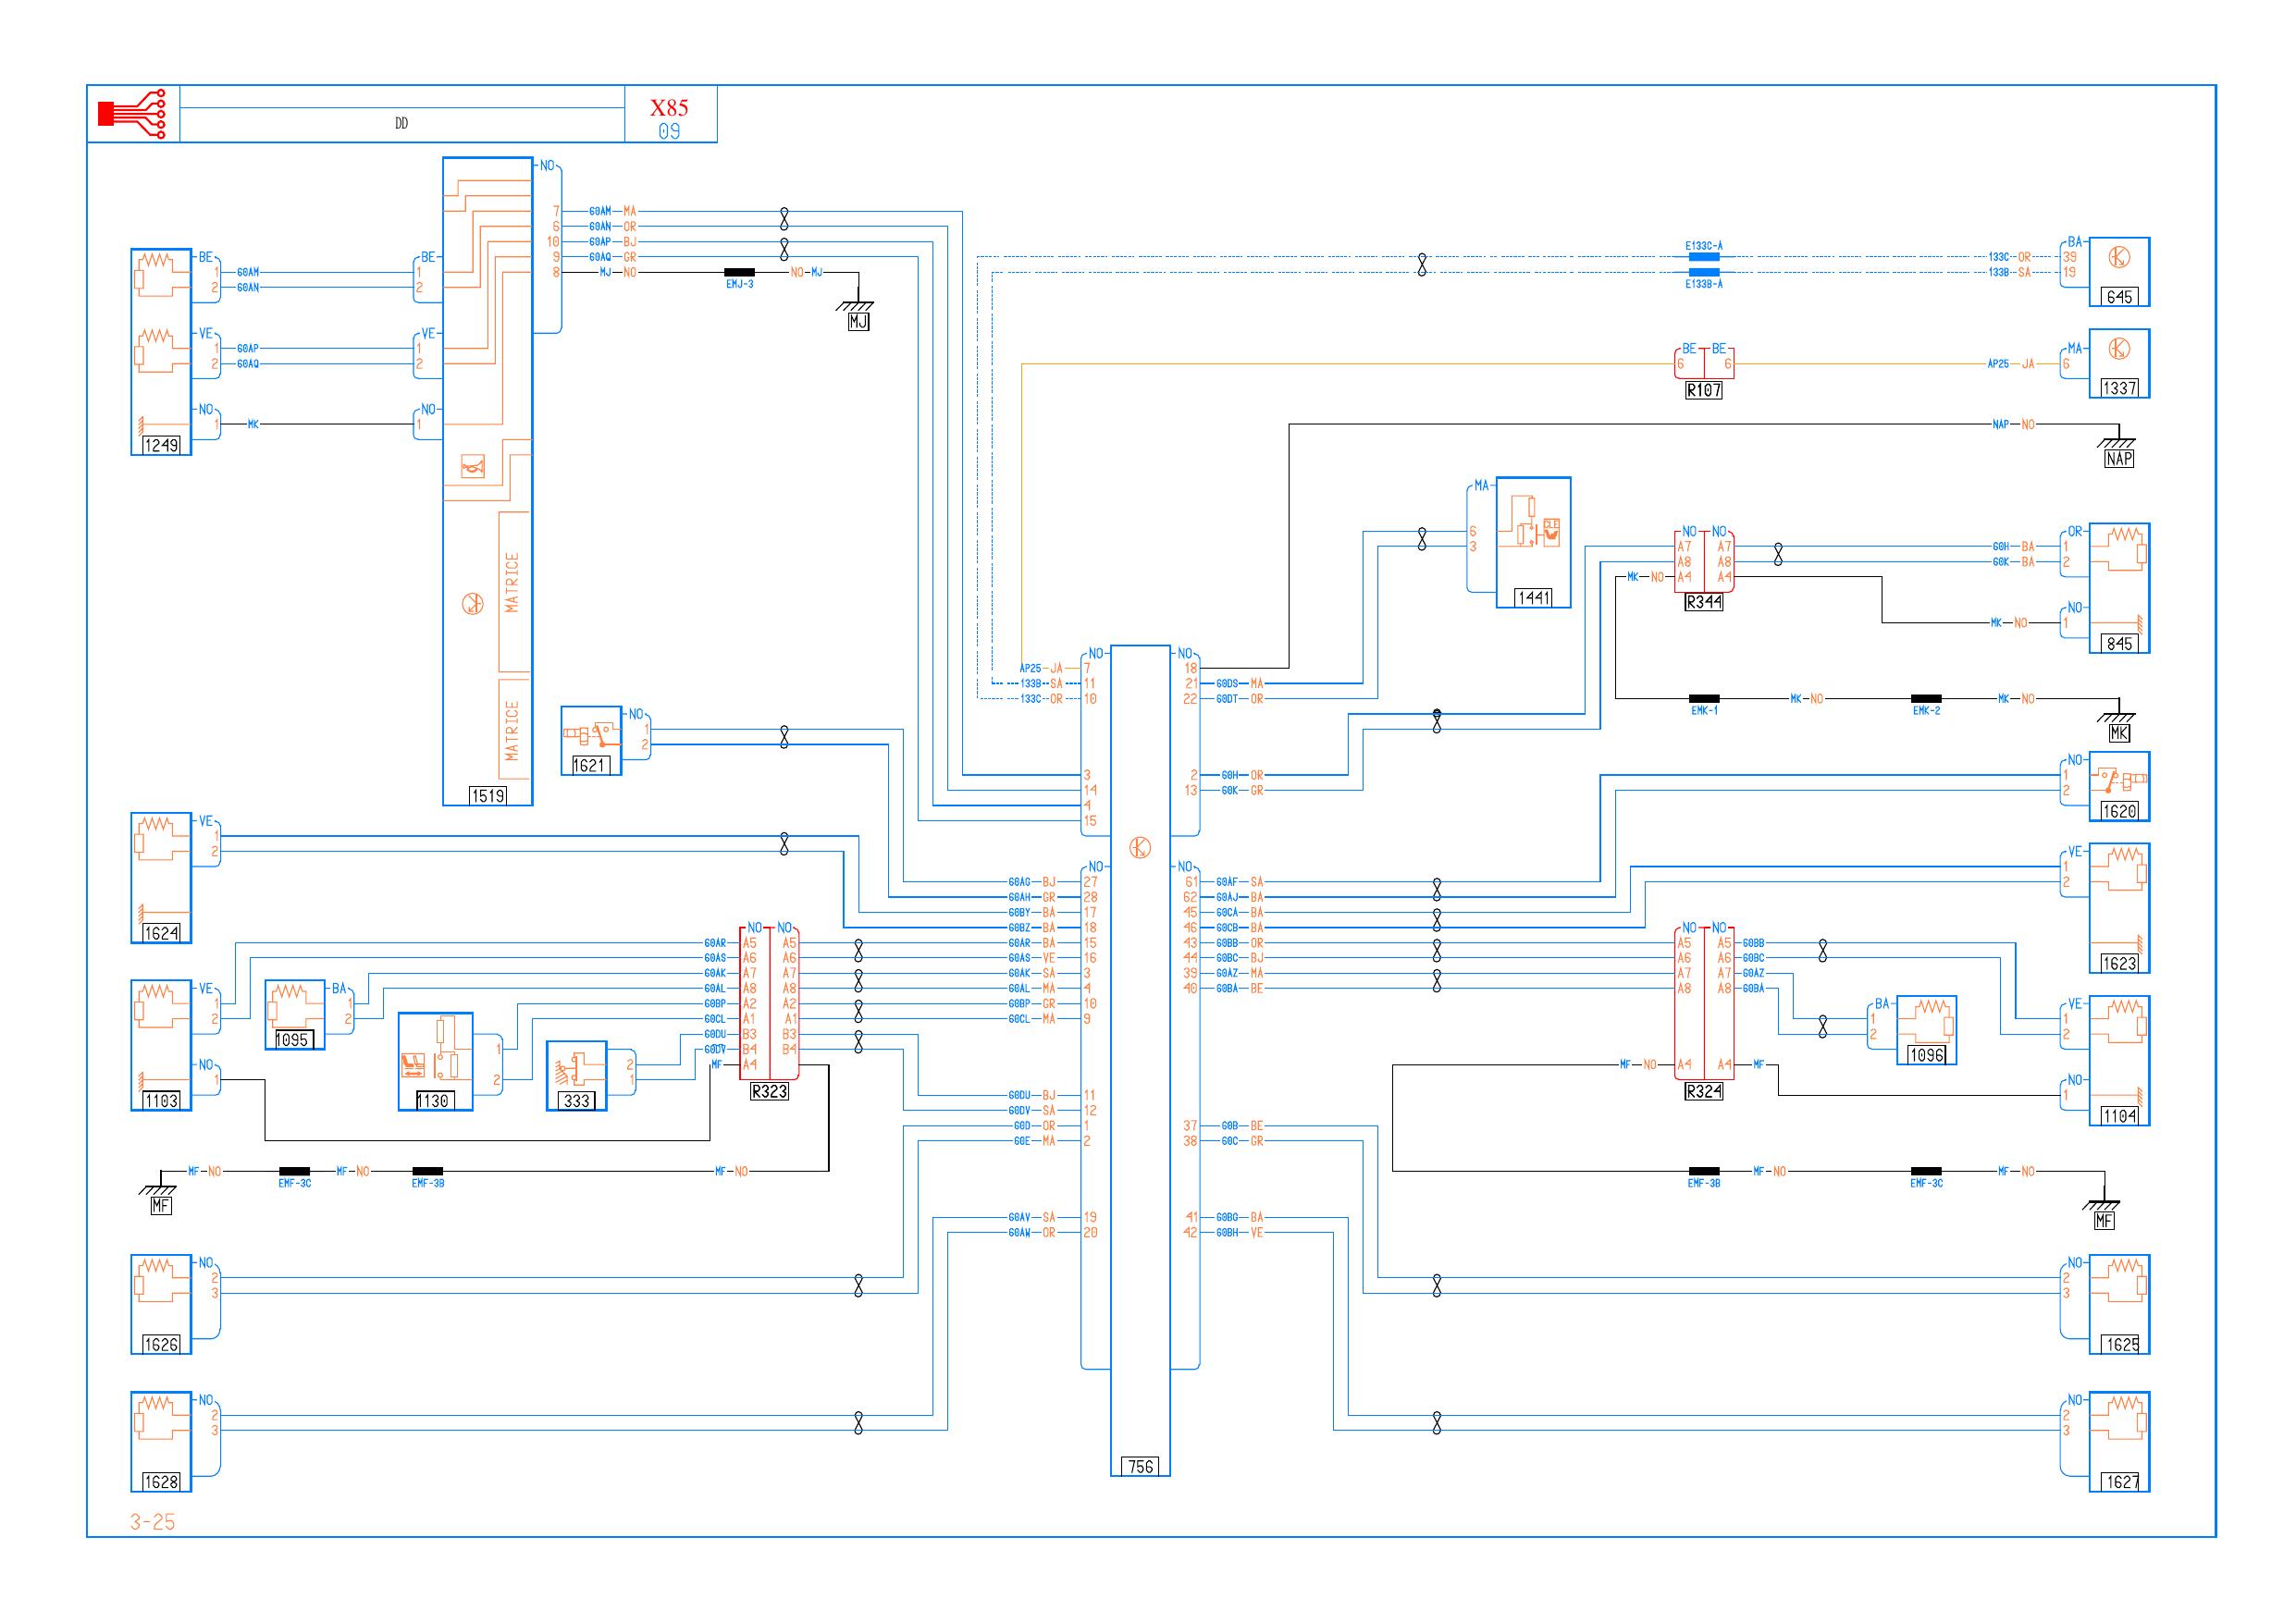 X85
DD
09
NO
7 60AM MA
6 60AN OR
10 60AP BJ
9 60AQ GR
8 MJ NO EMJ-3 NO MJ
MJ
BE BE
1 60AM 1
2 60AN 2
VE VE
1 60AP 1
2 60AQ 2
NO NO
1 MK 1
1249
MATRICE
MATRICE
1519
E133C-A
E133B-A
133C OR 39 BA
133B SA 19
645
BE BE
6 6
R107
AP25 JA 6 MA
1337
NAP NO
NAP
MA
6
3
CLE
1441
NO NO
A7 A7 60H BA 1 OR
A8 A8 60K BA 2
MK NO A4 A4
R344
MK NO 1 NO
845
EMK-1 MK NO EMK-2 MK NO
MK
NO NO
AP25 JA 7 18
133B SA 11 21 60DS MA
133C OR 10 22 60DT OR
NO
1
2
1621
3 2 60H OR
14 13 60K GR
4
15
NO
1
2
1620
VE
1
2
1624
VE
1
2
1623
NO NO
60AG BJ 27 61 60AF SA
60AH GR 28 62 60AJ BA
60BY BA 17 45 60CA BA
60BZ BA 18 46 60CB BA
60AR BA 15 43 60BB OR
60AS VE 16 44 60BC BJ
60AK SA 3 39 60AZ MA
60AL MA 4 40 60BA BE
60BP GR 10
60CL MA 9
NO NO
60AR A5 A5
60AS A6 A6
60AK A7 A7
60AL A8 A8
60BP A2 A2
60CL A1 A1
60DU B3 B3
60DV B4 B4
MF A4
R323
VE
1
2
NO
1
1103
BA
1
2
1095
1
2
1130
2
1
333
NO NO
A5 A5 60BB
A6 A6 60BC
A7 A7 60AZ
A8 A8 60BA
MF NO A4 A4 MF
R324
BA
1
2
1096
VE
1
2
NO
1
1104
60DU BJ 11
60DV SA 12
60D OR 1 37 60B BE
60E MA 2 38 60C GR
MF NO EMF-3C MF NO EMF-3B MF NO
MF
EMF-3B MF NO EMF-3C MF NO
MF
60AV SA 19 41 60BG BA
60AW OR 20 42 60BH VE
NO
2
3
1626
NO
2
3
1625
NO
2
3
1628
756
NO
2
3
1627
3-25